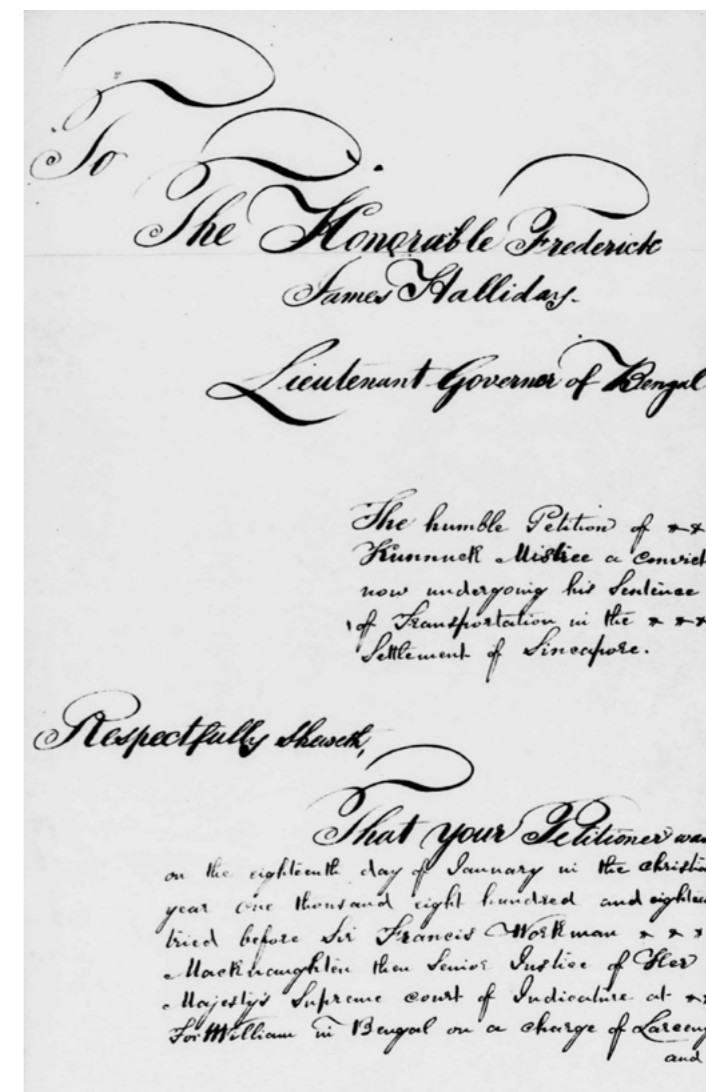 To
The Honorable Frederick
James Halliday.
Lieutenant Governor of Bengal
The humble Petition of
Kunnuck Mistree a convict
now undergoing his Sentence
of Transportation in the
Settlement of Sincapore.
Respectfully Sheweth,
That your Petitioner was
on the eighteenth day of January in the Christia
year one thousand eight hundred and eighteen
tried before Sir Francis Workman
Macknaughten then Senior Justice of Her
Majesty's Supreme court of Judicature at
For William in Bengal on a charge of Larceny
and